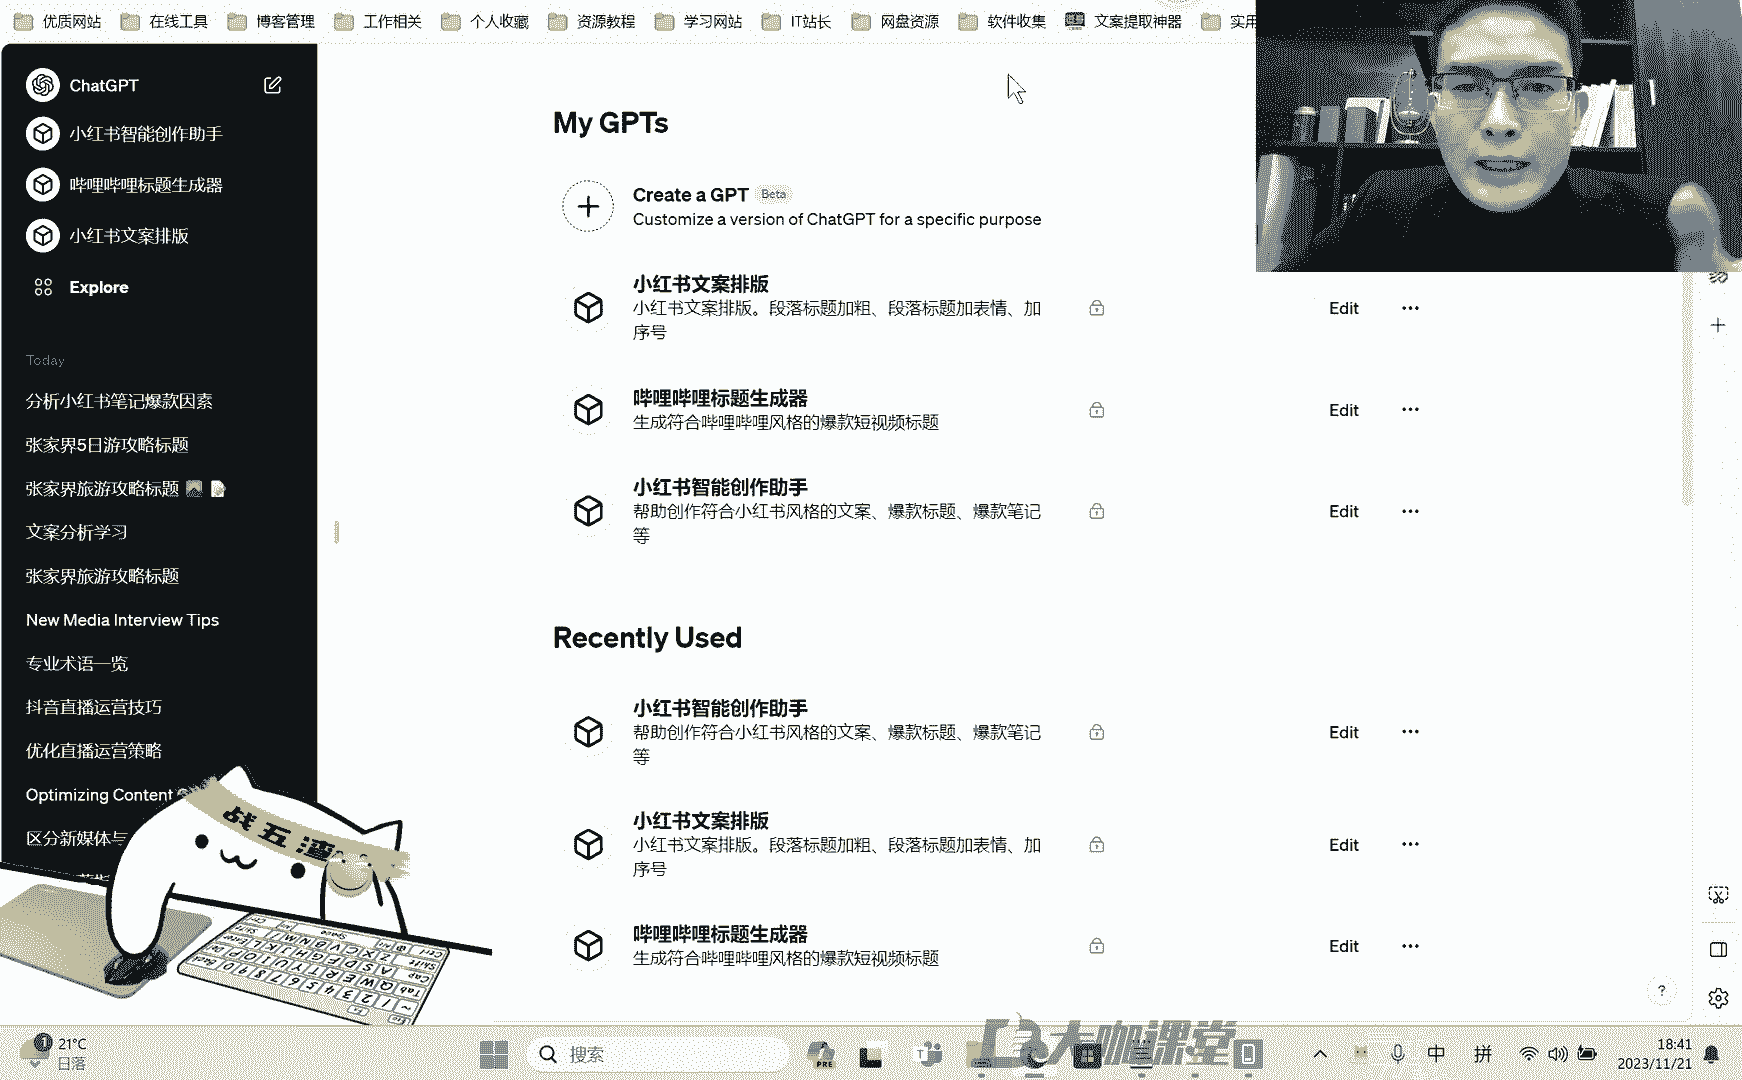 优质网站
在线工具
博客管理
工作相关
个人收藏
资源教程
学习网站
IT站长
网盘资源
软件收集
文案提取神器
实用
ChatGPT
小红书智能创作助手
哔哩哔哩标题生成器
小红书文案排版
Explore
Today
分析小红书笔记爆款因素
张家界5日游攻略标题
张家界旅游攻略标题
文案分析学习
张家界旅游攻略标题
New Media Interview Tips
专业术语一览
抖音直播运营技巧
优化直播运营策略
Optimizing Content
区分新媒体与
My GPTs
Create a GPT Beta
Customize a version of ChatGPT for a specific purpose
小红书文案排版
小红书文案排版。段落标题加粗、段落标题加表情、加
序号
Edit
哔哩哔哩标题生成器
生成符合哔哩哔哩风格的爆款短视频标题
Edit
小红书智能创作助手
帮助创作符合小红书风格的文案、爆款标题、爆款笔记
等
Edit
Recently Used
小红书智能创作助手
帮助创作符合小红书风格的文案、爆款标题、爆款笔记
等
Edit
小红书文案排版
小红书文案排版。段落标题加粗、段落标题加表情、加
序号
Edit
哔哩哔哩标题生成器
生成符合哔哩哔哩风格的爆款短视频标题
Edit
?
战五渣
大咖课堂
1
21°C
日落
搜索
PRE
中
拼
18:41
2023/11/21